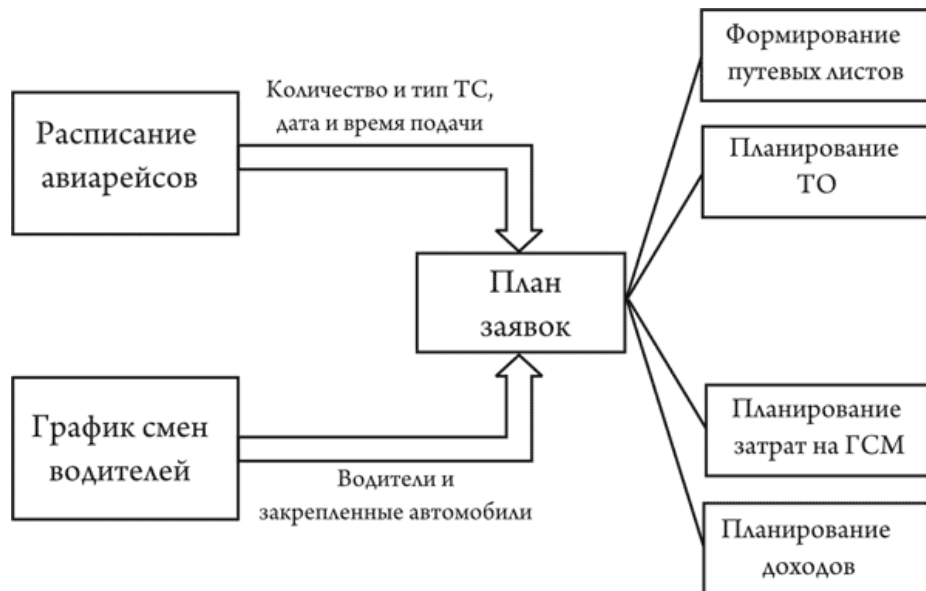 Расписание
авиарейсов
Количество и тип ТС,
дата и время подачи
График смен
водителей
Водители и
закрепленные автомобили
План
заявок
Формирование
путевых листов
Планирование
ТО
Планирование
затрат на ГСМ
Планирование
доходов